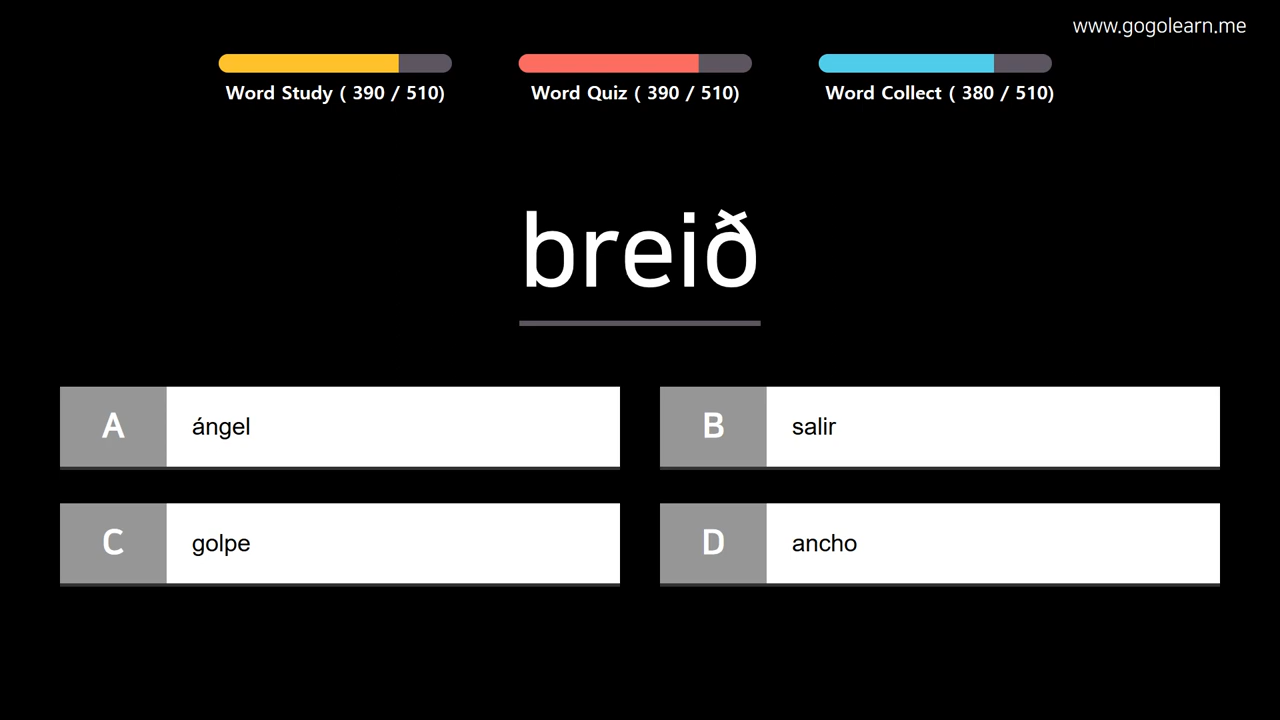 www.gogolearn.me
Word Study ( 390 / 510)
Word Quiz ( 390 / 510)
Word Collect ( 380 / 510)
breið
A
ángel
B
salir
C
golpe
D
ancho